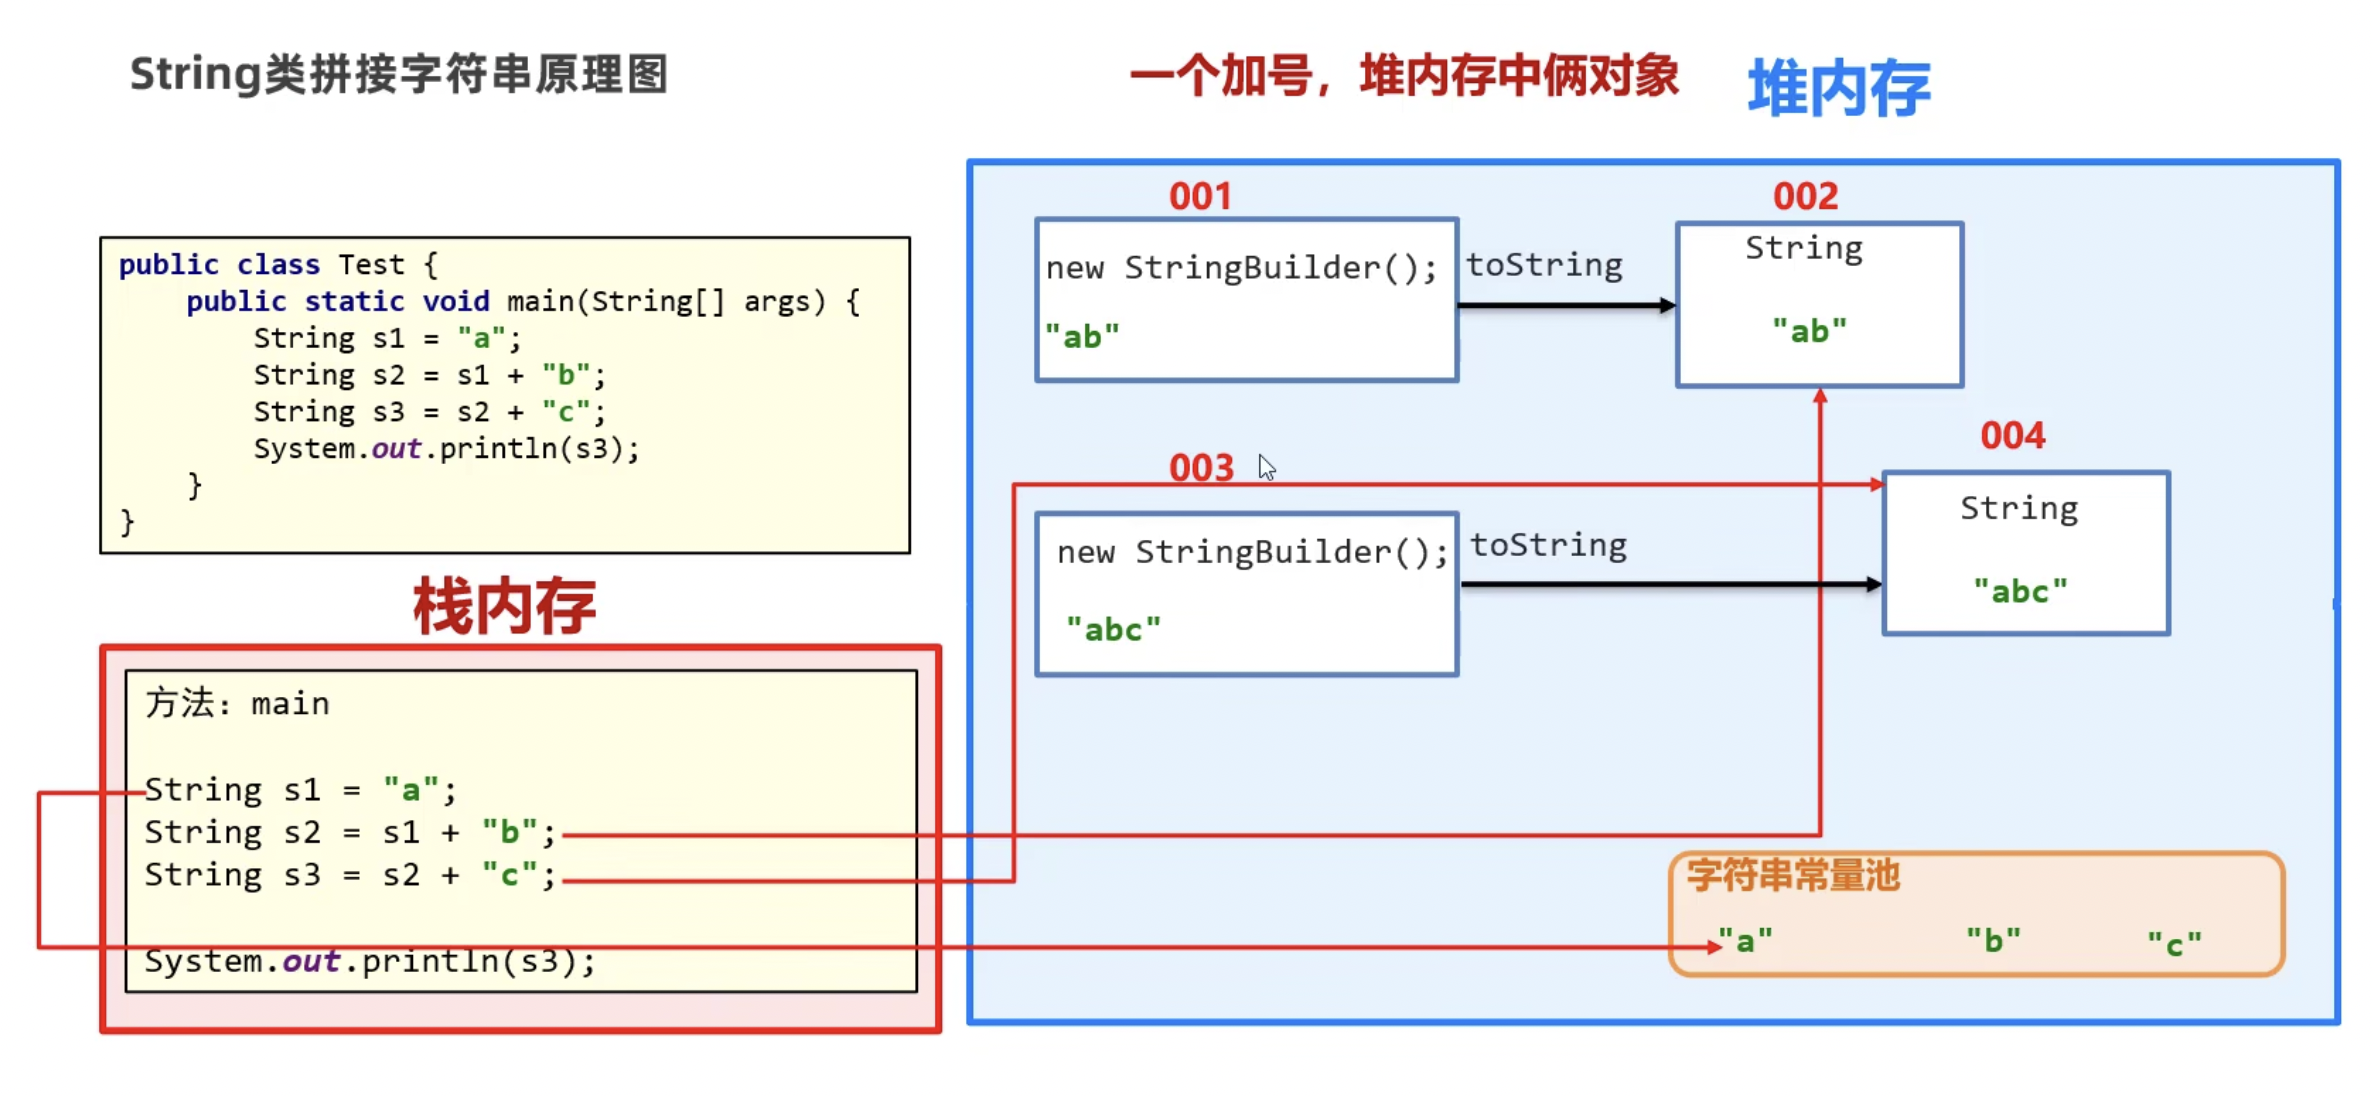 String类拼接字符串原理图
一个加号，堆内存中俩对象
堆内存
public class Test {
    public static void main(String[] args) {
        String s1 = "a";
        String s2 = s1 + "b";
        String s3 = s2 + "c";
        System.out.println(s3);
    }
}
栈内存
方法：main
String s1 = "a";
String s2 = s1 + "b";
String s3 = s2 + "c";
System.out.println(s3);
001
new StringBuilder();
"ab"
toString
002
String
"ab"
003
new StringBuilder();
"abc"
toString
004
String
"abc"
字符串常量池
"a" "b" "c"